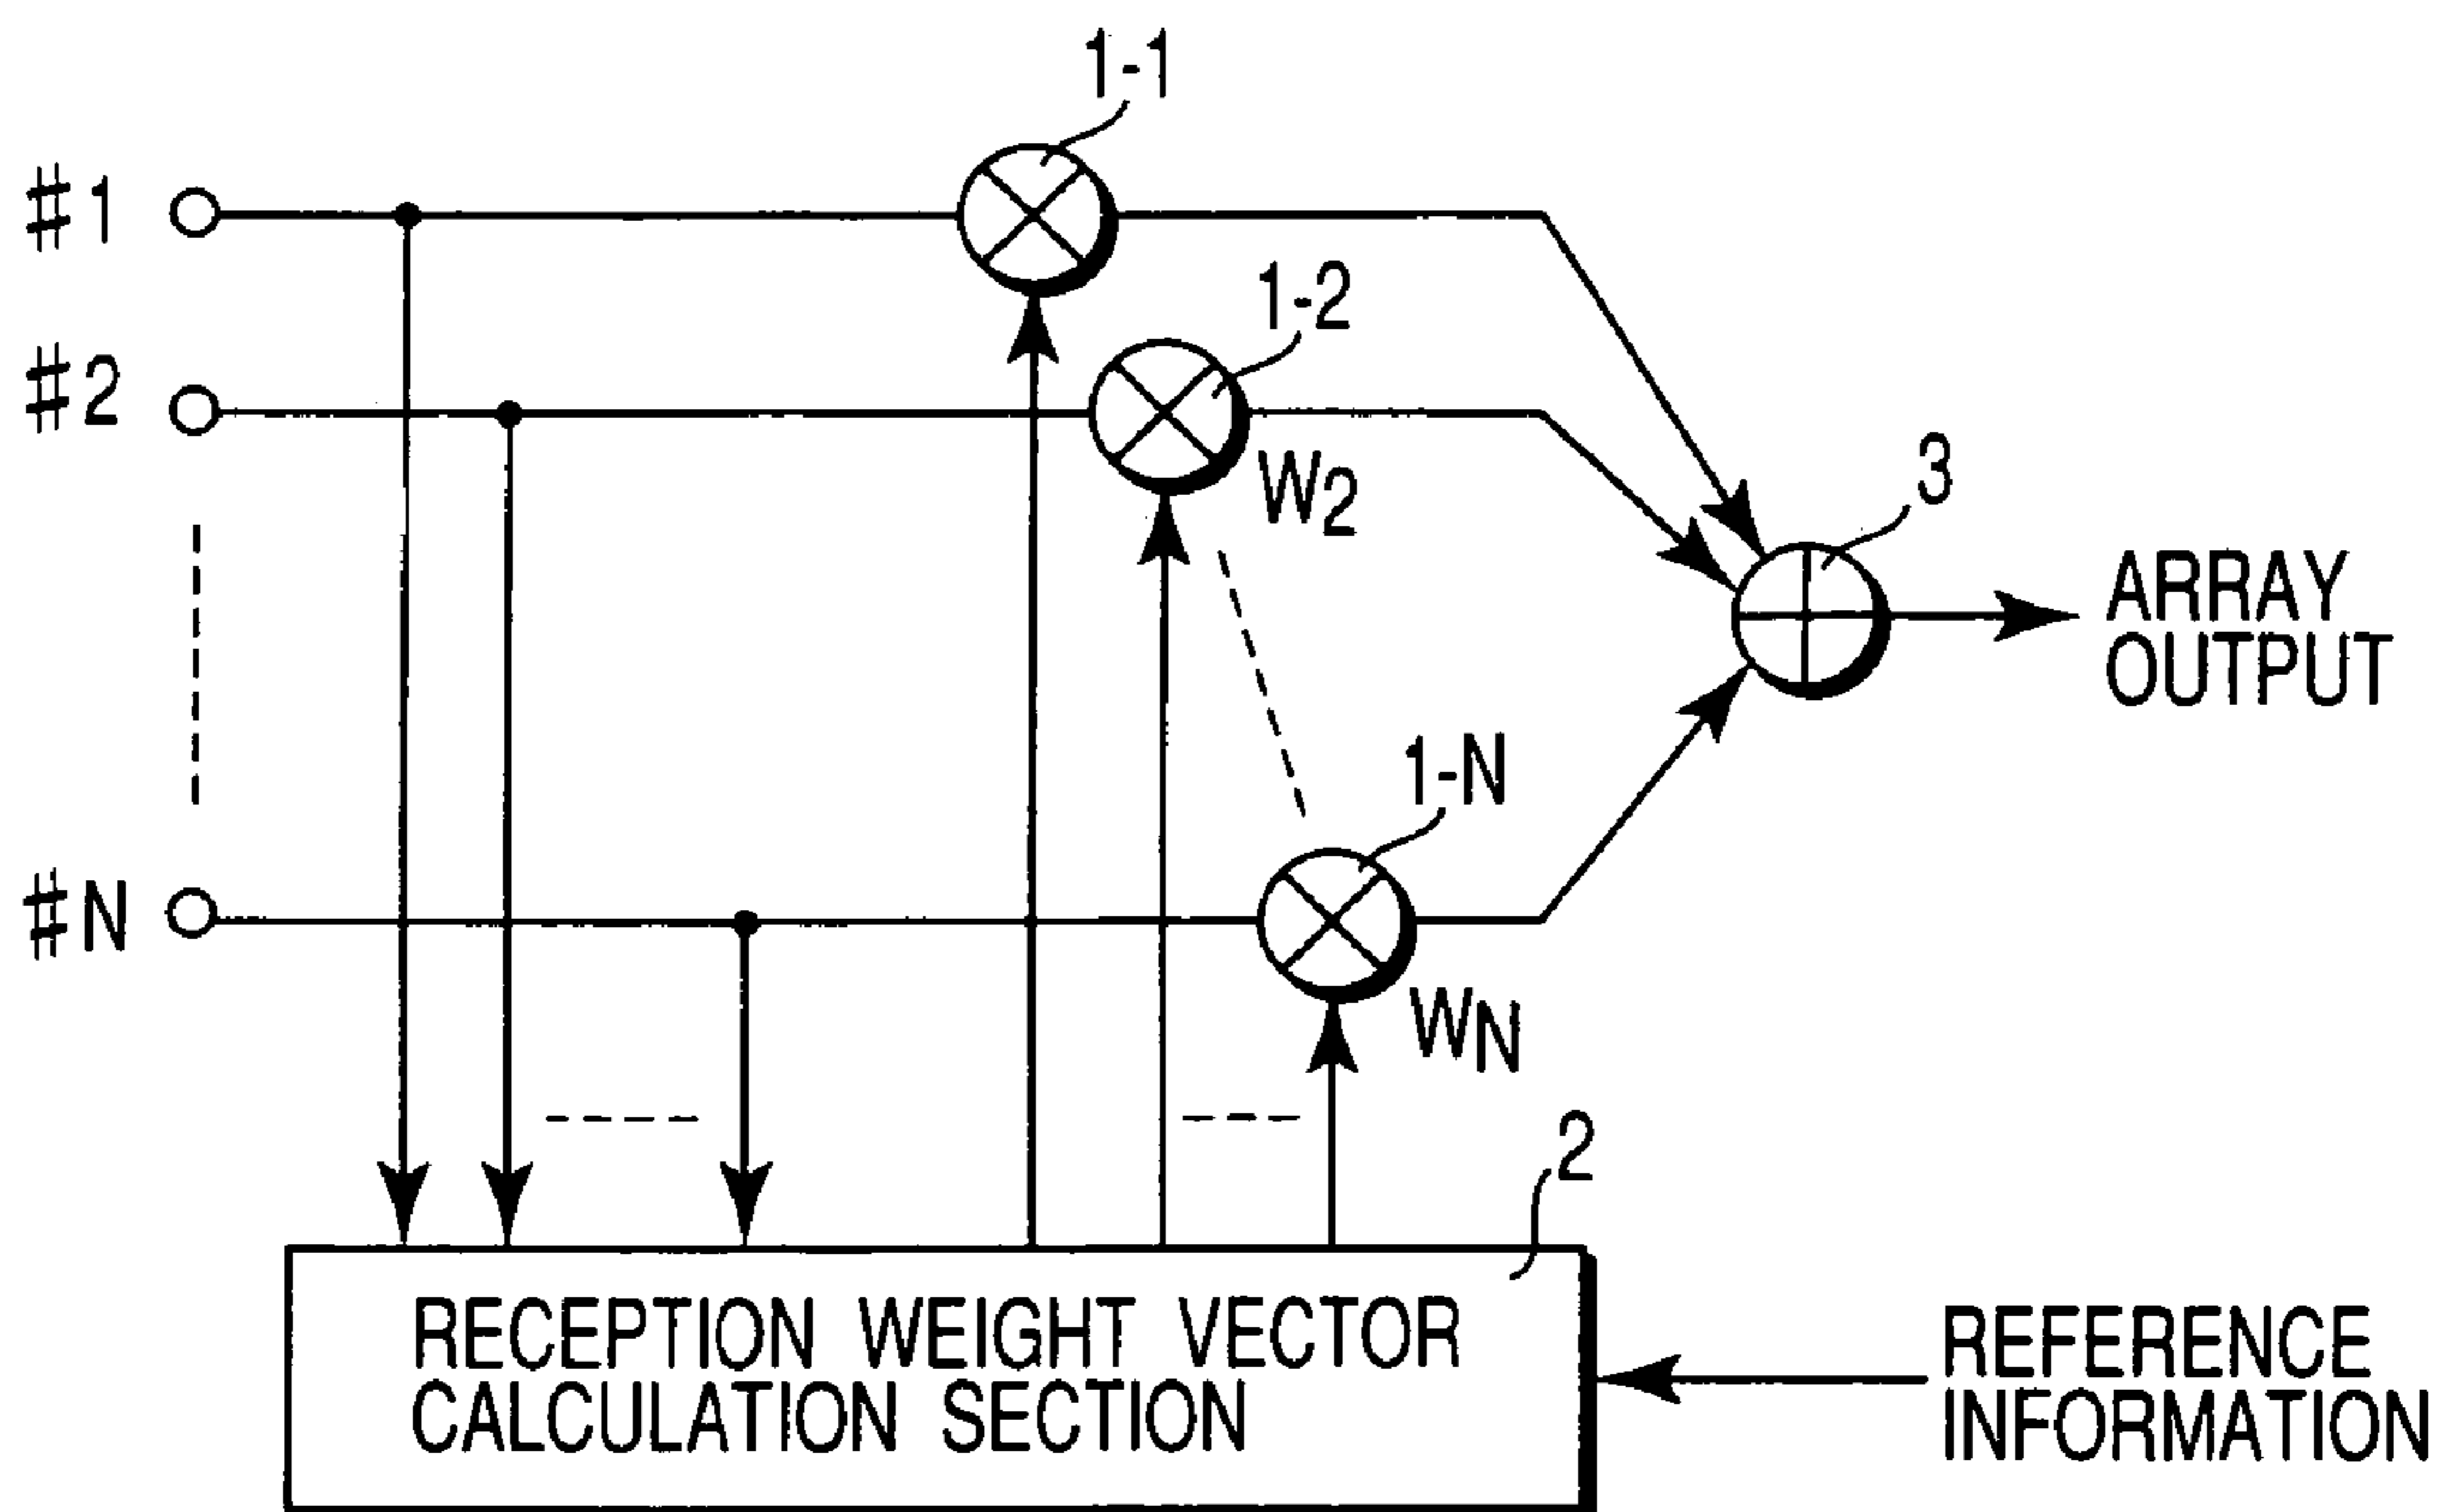 1-1
#1
1-2
#2
W2
3
ARRAY
OUTPUT
1-N
#N
WN
2
RECEPTION WEIGHT VECTOR
CALCULATION SECTION
REFERENCE
INFORMATION